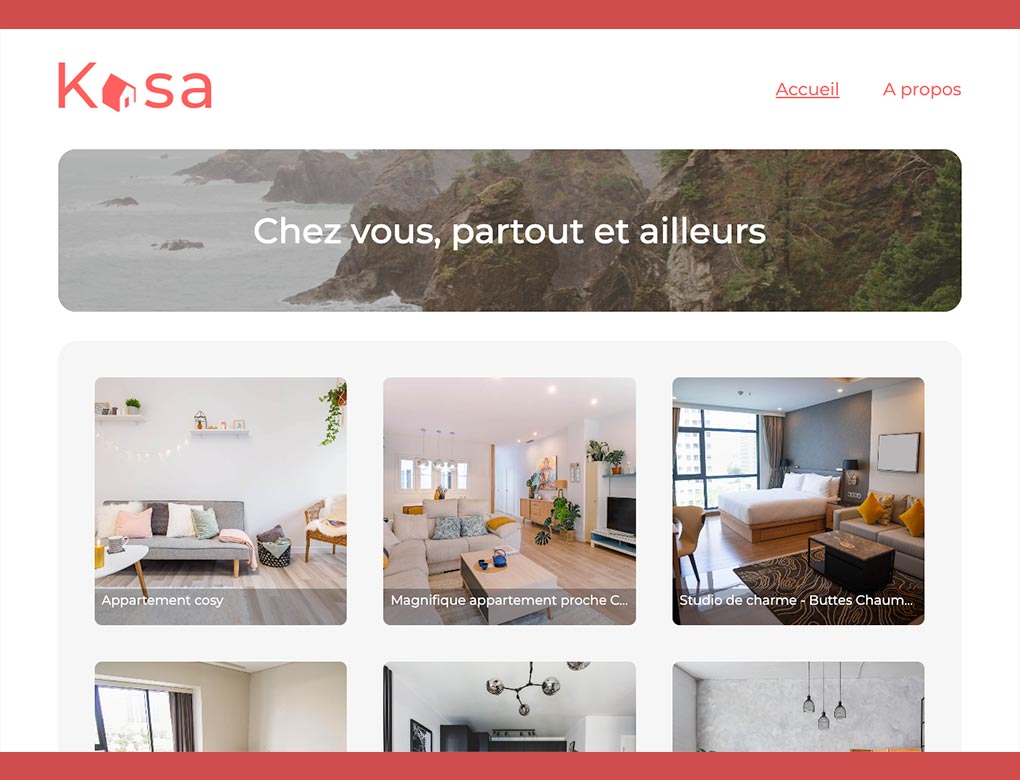 Kasa
Accueil
A propos
Chez vous, partout et ailleurs
Appartement cosy
Magnifique appartement proche C...
Studio de charme - Buttes Chaum...